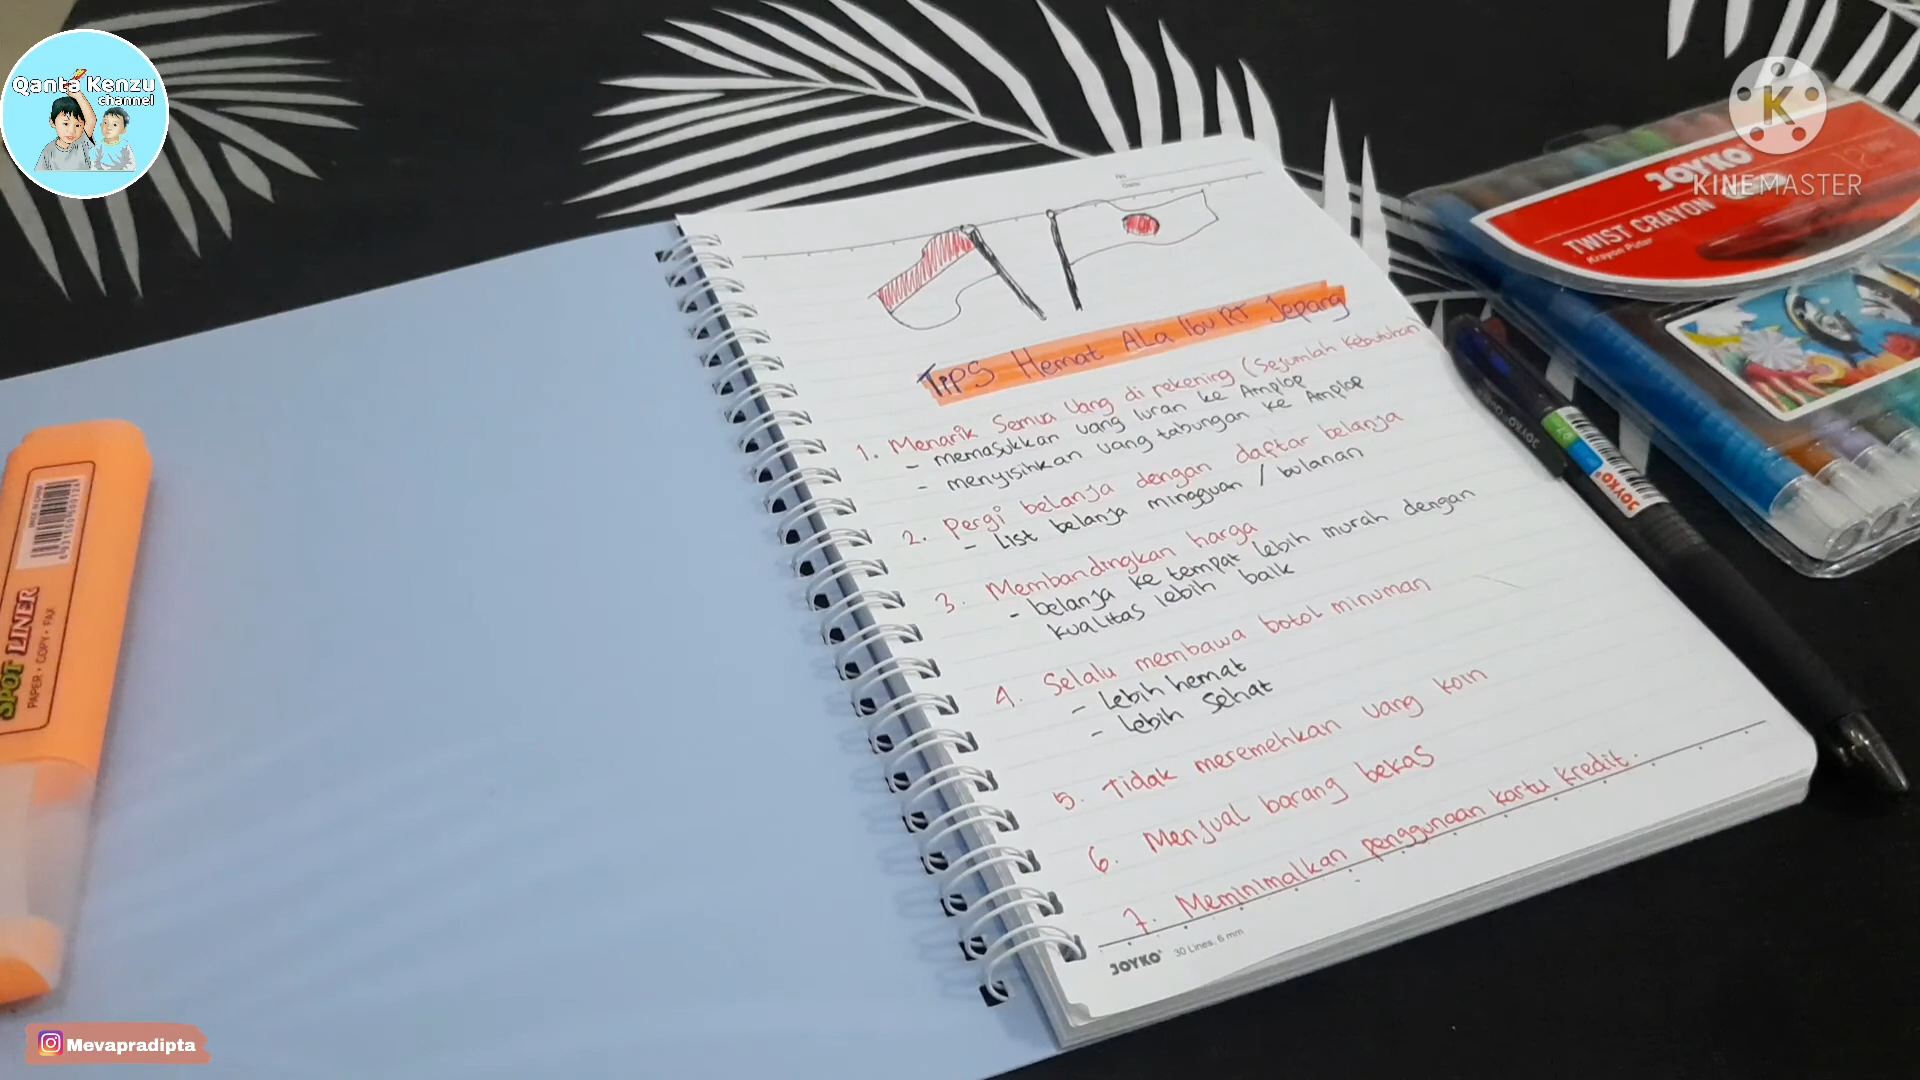 Qanta Kenzu
channel
KINEMASTER
JOYKO
TWIST CRAYON
Krayon Putar
12
No.
Date
TIPS Hemat ALa Ibu RT Jepang
1. Menarik Semua Uang di rekening (Sejumlah Kebutuhan
- memasukkan uang Iuran ke Amplop
- menyisihkan uang tabungan ke Amplop
2. Pergi belanja dengan daftar belanja
- List belanja mingguan / bulanan
3. Membandingkan harga
- belanja ke tempat lebih murah dengan
kualitas lebih baik
4. Selalu membawa botol minuman
- Lebih hemat
- Lebih Sehat
5. Tidak meremehkan uang koin
6. Menjual barang bekas
7. Meminimalkan penggunaan kartu kredit.
JOYKO 30 Lines, 6 mm
JOYKO
SPOT LINER
PAPER • COPY • FAX
Mevapradipta